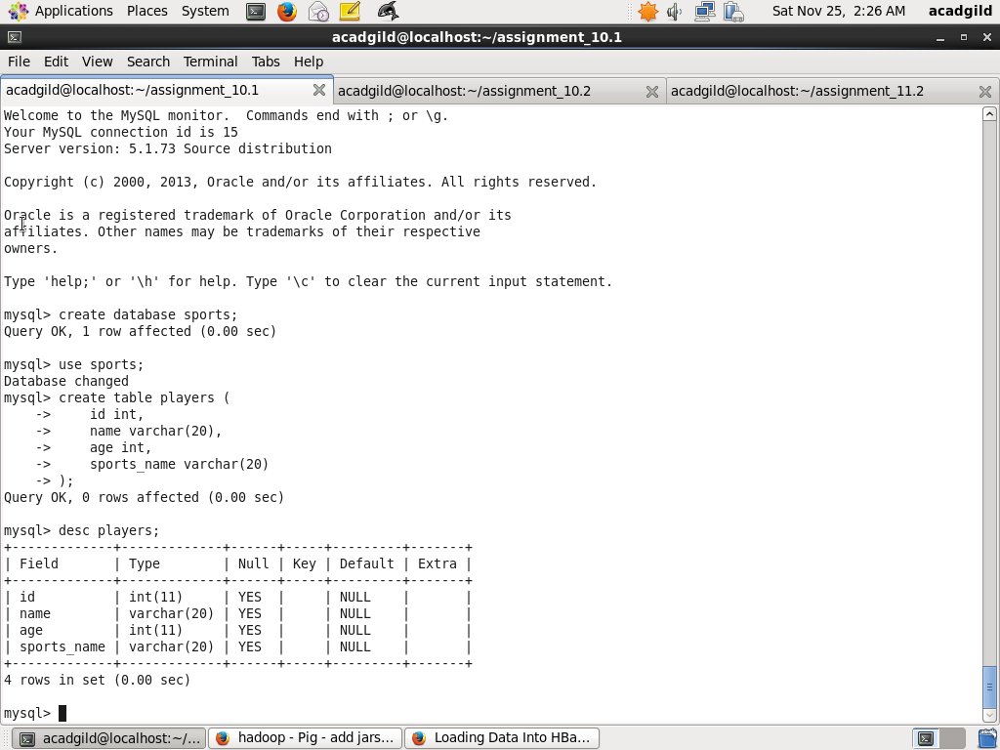 Applications Places System Sat Nov 25, 2:26 AM acadgild
acadgild@localhost:~/assignment_10.1
File Edit View Search Terminal Tabs Help
acadgild@localhost:~/assignment_10.1 acadgild@localhost:~/assignment_10.2 acadgild@localhost:~/assignment_11.2
Welcome to the MySQL monitor.  Commands end with ; or \g.
Your MySQL connection id is 15
Server version: 5.1.73 Source distribution

Copyright (c) 2000, 2013, Oracle and/or its affiliates. All rights reserved.

Oracle is a registered trademark of Oracle Corporation and/or its
affiliates. Other names may be trademarks of their respective
owners.

Type 'help;' or '\h' for help. Type '\c' to clear the current input statement.

mysql> create database sports;
Query OK, 1 row affected (0.00 sec)

mysql> use sports;
Database changed
mysql> create table players (
    ->     id int,
    ->     name varchar(20),
    ->     age int,
    ->     sports_name varchar(20)
    -> );
Query OK, 0 rows affected (0.00 sec)

mysql> desc players;
+-------------+-------------+------+-----+---------+-------+
| Field       | Type        | Null | Key | Default | Extra |
+-------------+-------------+------+-----+---------+-------+
| id          | int(11)     | YES  |     | NULL    |       |
| name        | varchar(20) | YES  |     | NULL    |       |
| age         | int(11)     | YES  |     | NULL    |       |
| sports_name | varchar(20) | YES  |     | NULL    |       |
+-------------+-------------+------+-----+---------+-------+
4 rows in set (0.00 sec)

mysql>
acadgild@localhost:~/... hadoop - Pig - add jars... Loading Data Into HBa...